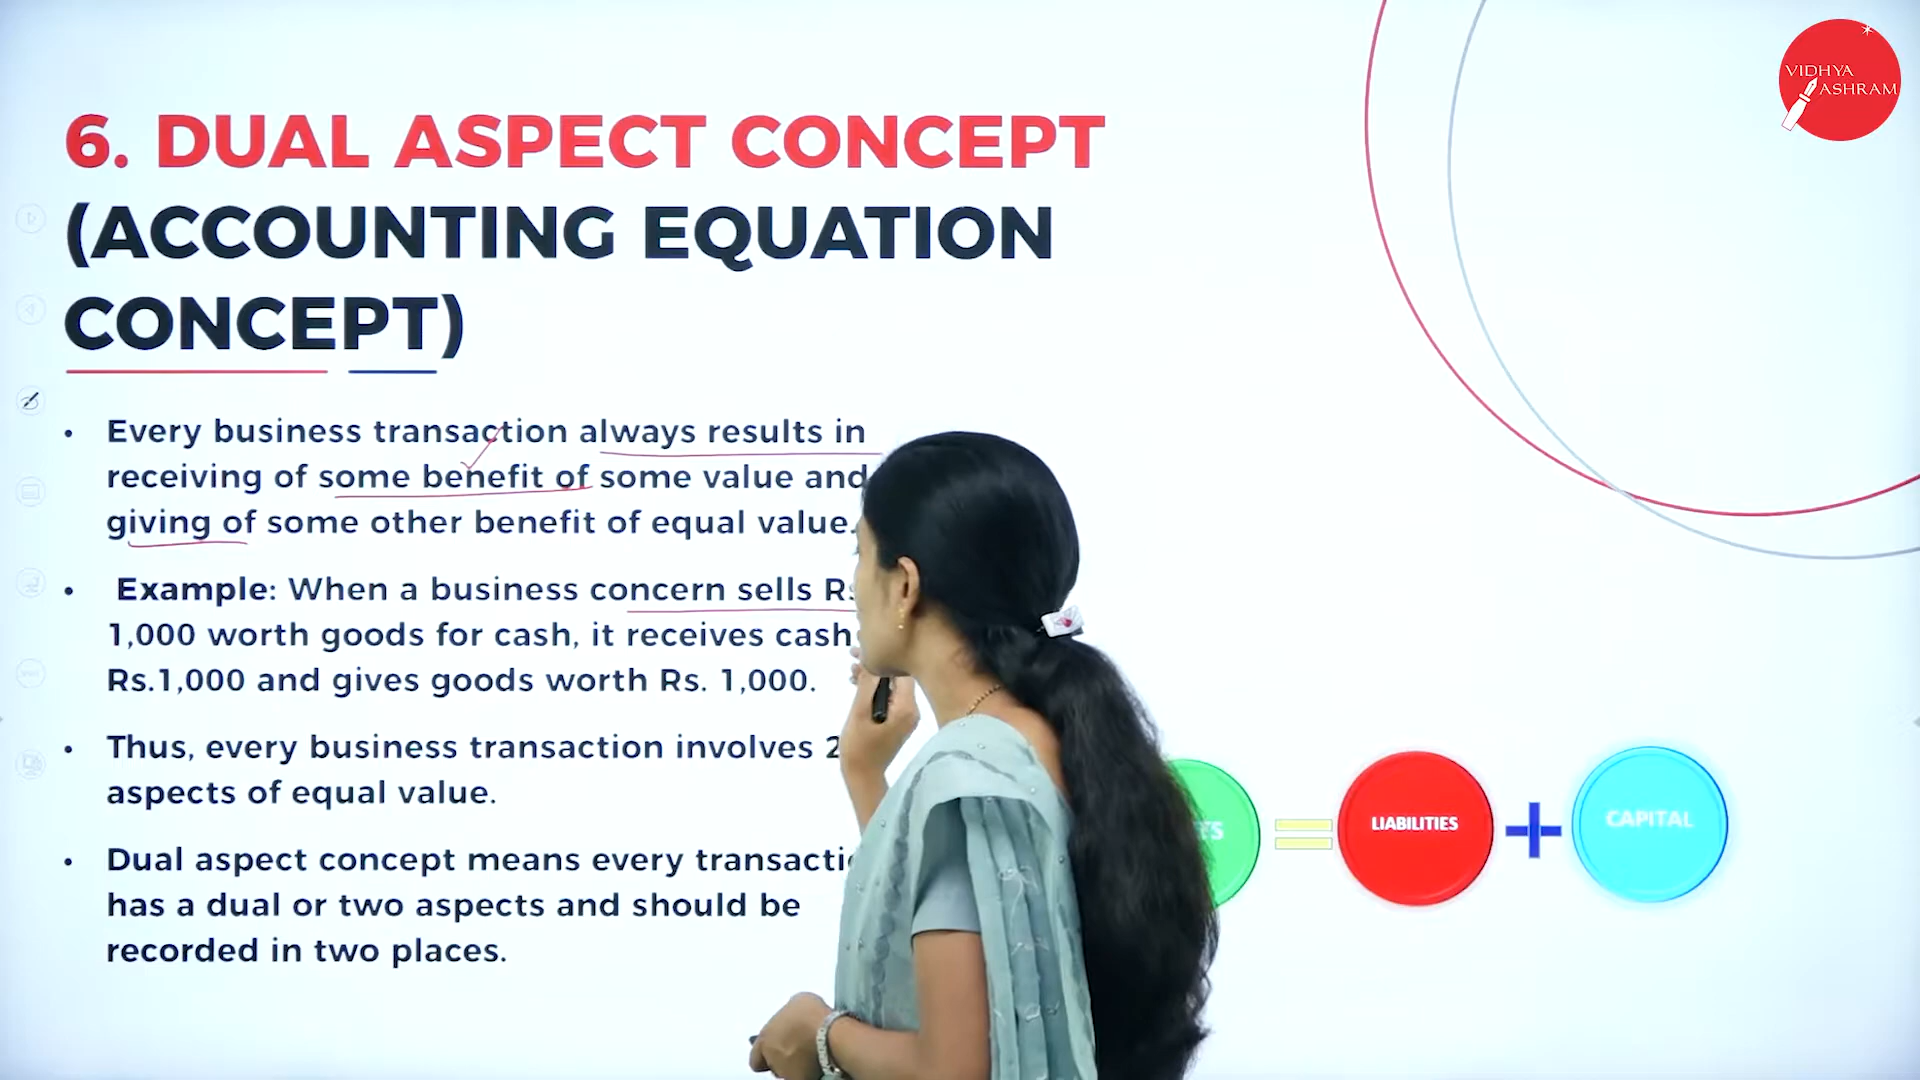 VIDHYA
ASHRAM
6. DUAL ASPECT CONCEPT
(ACCOUNTING EQUATION
CONCEPT)
• Every business transaction always results in
receiving of some benefit of some value and
giving of some other benefit of equal value.
• Example: When a business concern sells Rs
1,000 worth goods for cash, it receives cash
Rs.1,000 and gives goods worth Rs. 1,000.
• Thus, every business transaction involves 2
aspects of equal value.
• Dual aspect concept means every
has a dual or two aspects and should be
recorded in two places.
= LIABILITIES + CAPITAL